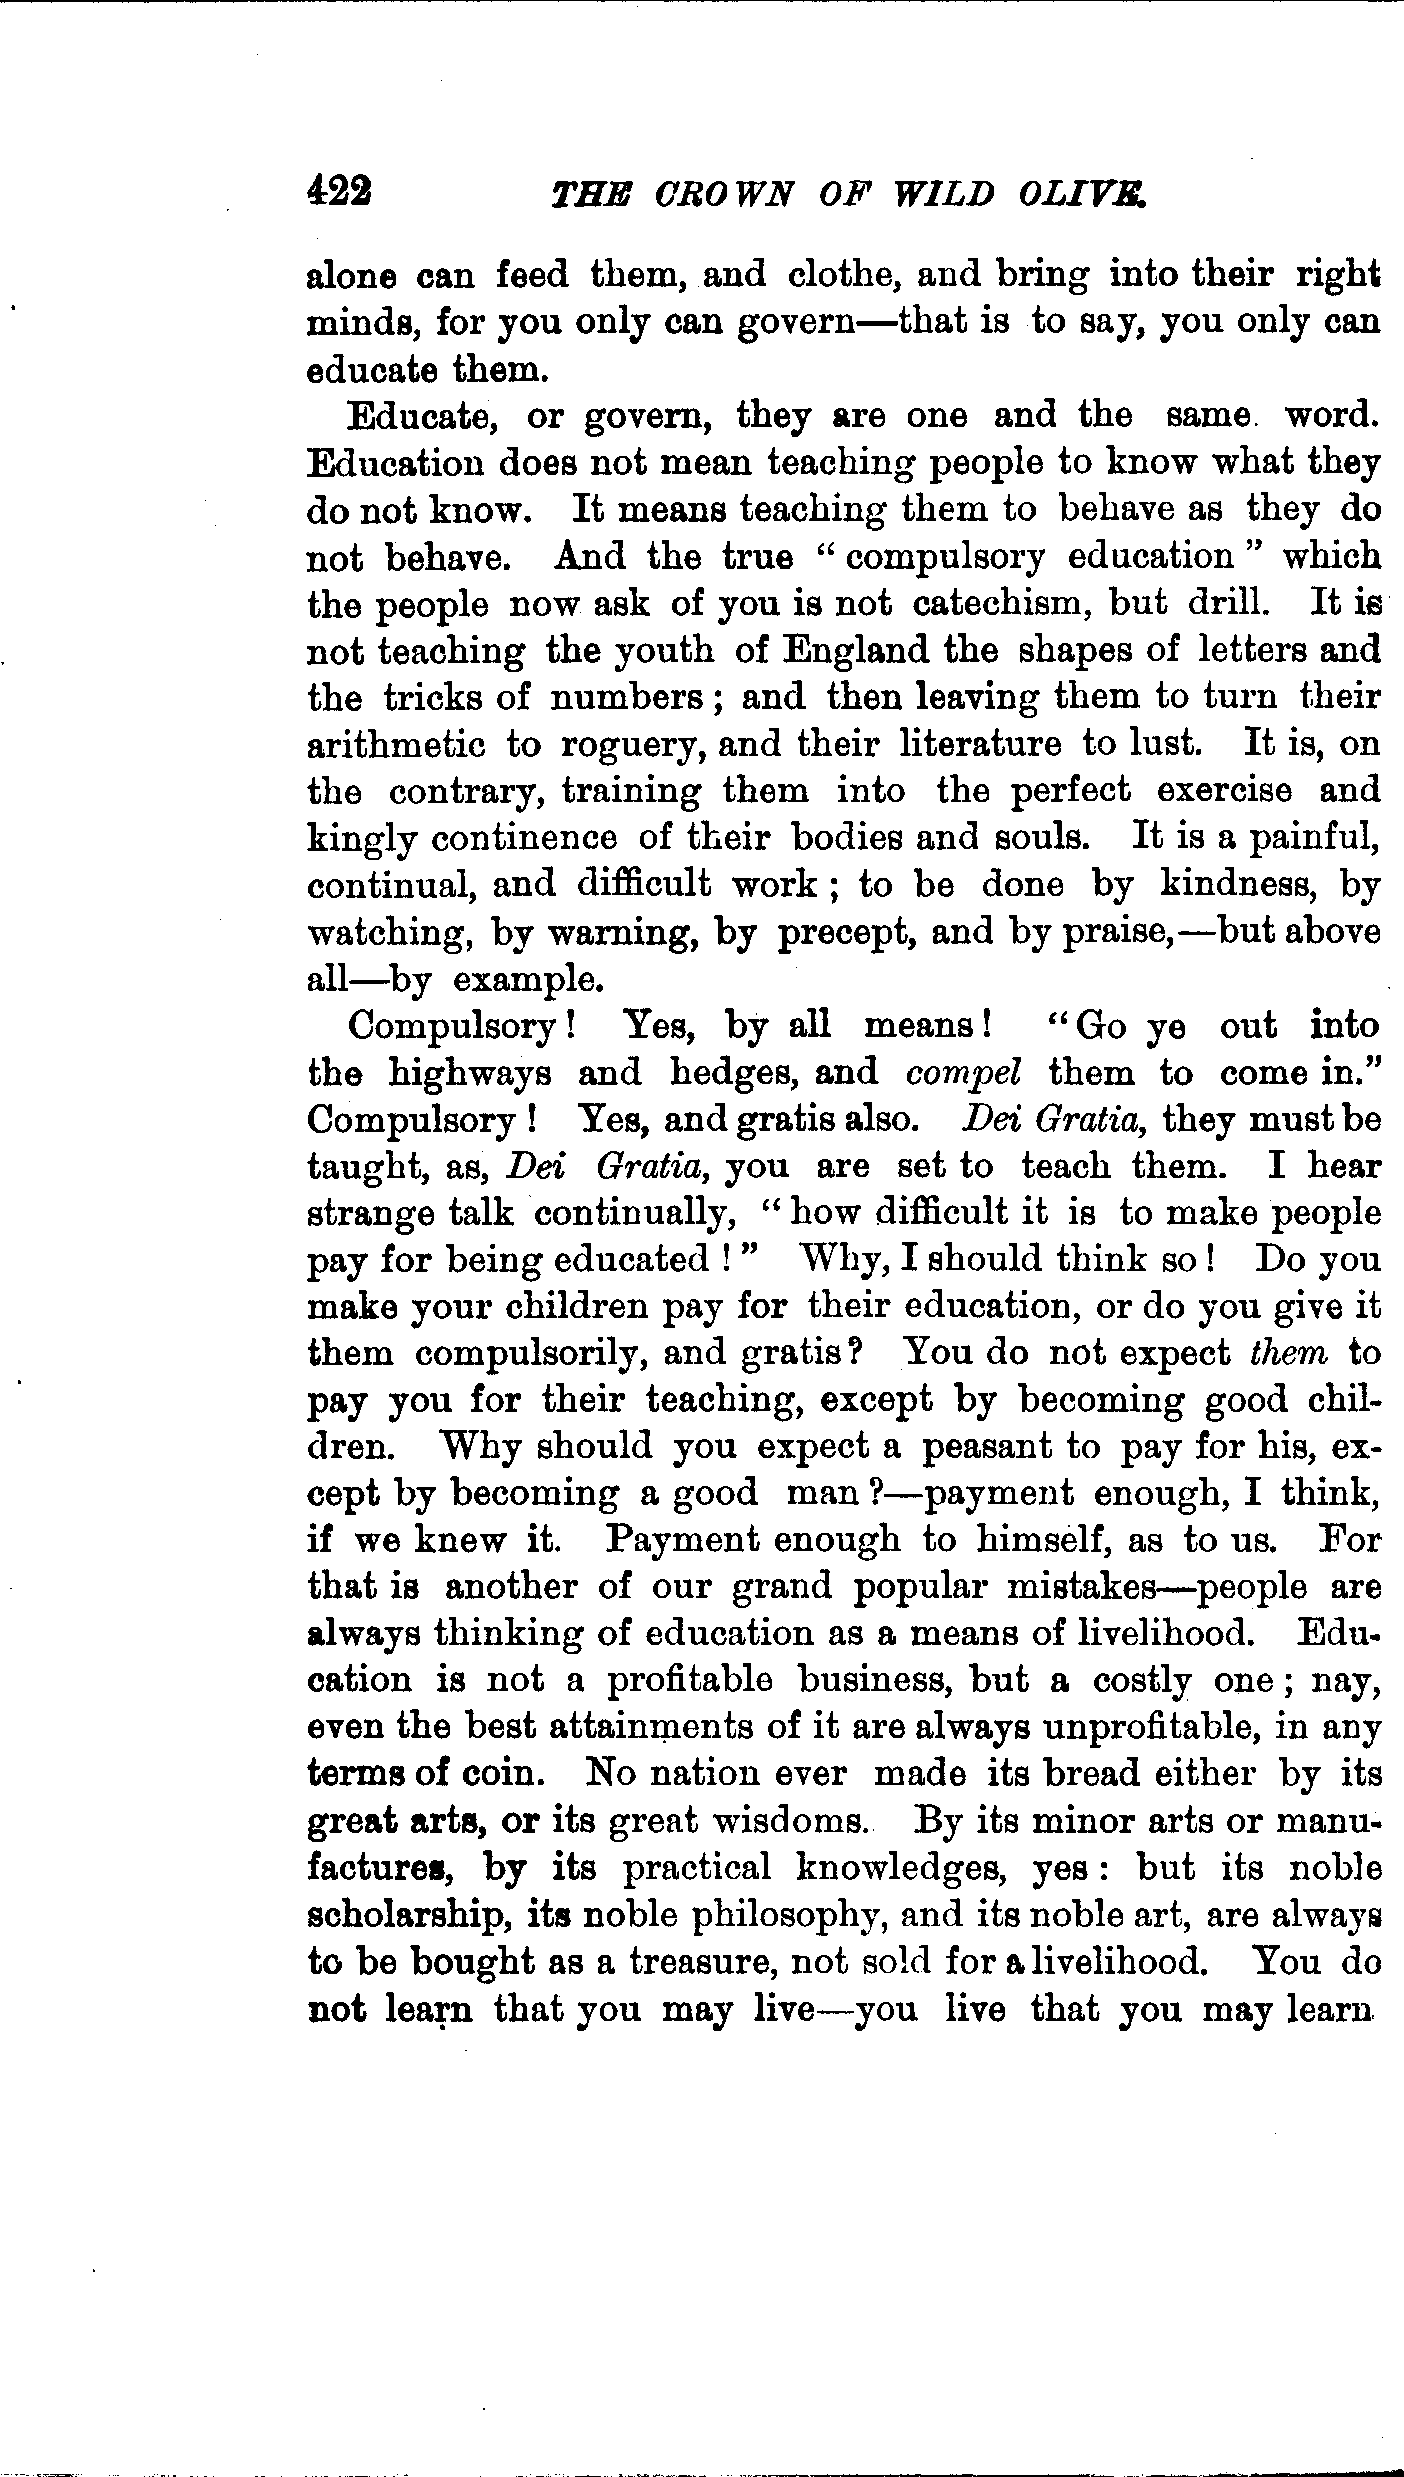 422 THE CROWN OF WILD OLIVE.
alone can feed them, and clothe, and bring into their right
minds, for you only can govern—that is to say, you only can
educate them.
Educate, or govern, they are one and the same word.
Education does not mean teaching people to know what they
do not know. It means teaching them to behave as they do
not behave. And the true “ compulsory education ” which
the people now ask of you is not catechism, but drill. It is
not teaching the youth of England the shapes of letters and
the tricks of numbers ; and then leaving them to turn their
arithmetic to roguery, and their literature to lust. It is, on
the contrary, training them into the perfect exercise and
kingly continence of their bodies and souls. It is a painful,
continual, and difficult work ; to be done by kindness, by
watching, by warning, by precept, and by praise,—but above
all—by example.
Compulsory ! Yes, by all means ! “ Go ye out into
the highways and hedges, and compel them to come in.”
Compulsory ! Yes, and gratis also. Dei Gratia, they must be
taught, as, Dei Gratia, you are set to teach them. I hear
strange talk continually, “ how difficult it is to make people
pay for being educated ! ” Why, I should think so ! Do you
make your children pay for their education, or do you give it
them compulsorily, and gratis ? You do not expect them to
pay you for their teaching, except by becoming good chil-
dren. Why should you expect a peasant to pay for his, ex-
cept by becoming a good man ?—payment enough, I think,
if we knew it. Payment enough to himself, as to us. For
that is another of our grand popular mistakes—people are
always thinking of education as a means of livelihood. Edu-
cation is not a profitable business, but a costly one ; nay,
even the best attainments of it are always unprofitable, in any
terms of coin. No nation ever made its bread either by its
great arts, or its great wisdoms. By its minor arts or manu-
factures, by its practical knowledges, yes : but its noble
scholarship, its noble philosophy, and its noble art, are always
to be bought as a treasure, not sold for a livelihood. You do
not learn that you may live—you live that you may learn